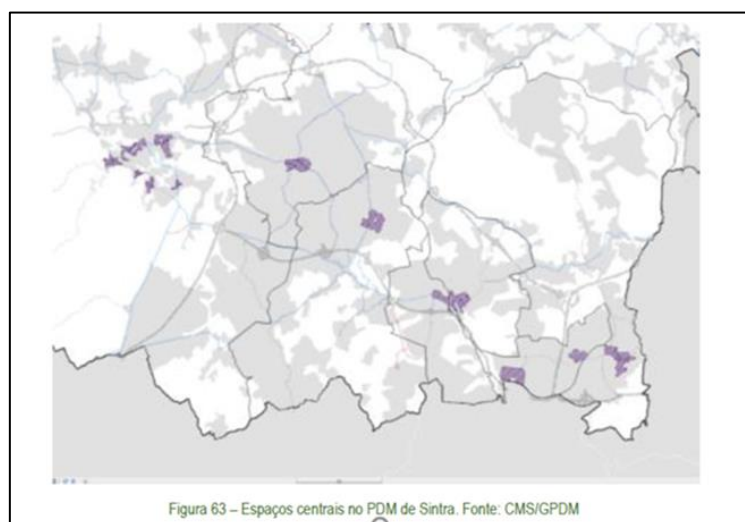 Figura 63 – Espaços centrais no PDM de Sintra. Fonte: CMS/GPDM